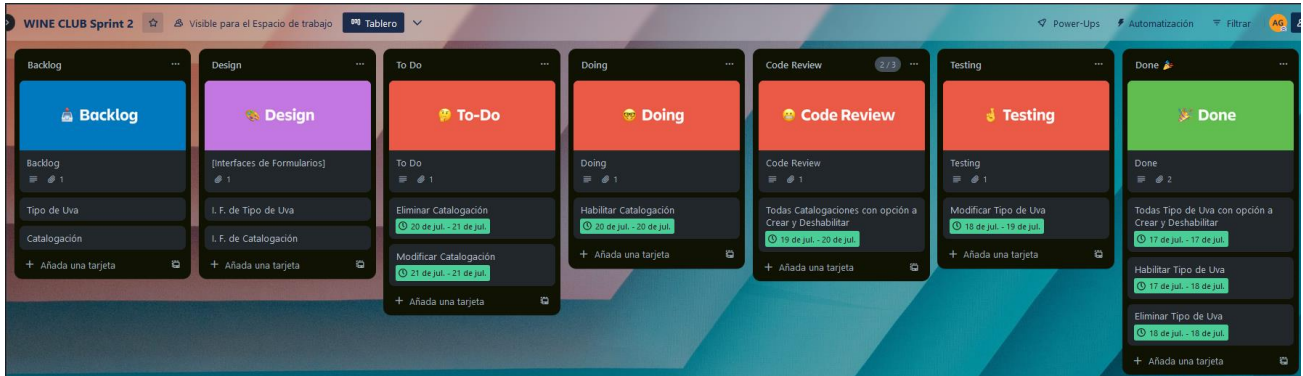 WINE CLUB Sprint 2
Visible para el Espacio de trabajo
Tablero
Power-Ups
Automatización
Filtrar
AG
Backlog
Backlog
Backlog
1
Tipo de Uva
Catalogación
+ Añada una tarjeta
Design
Design
[Interfaces de Formularios]
1
I. F. de Tipo de Uva
I. F. de Catalogación
+ Añada una tarjeta
To Do
To-Do
To Do
1
Eliminar Catalogación
20 de jul. - 21 de jul.
Modificar Catalogación
21 de jul. - 21 de jul.
+ Añada una tarjeta
Doing
Doing
Doing
1
Habilitar Catalogación
20 de jul. - 20 de jul.
+ Añada una tarjeta
Code Review
2/3
Code Review
Code Review
1
Todas Catalogaciones con opción a
Crear y Deshabilitar
19 de jul. - 20 de jul.
+ Añada una tarjeta
Testing
Testing
Testing
1
Modificar Tipo de Uva
18 de jul. - 19 de jul.
+ Añada una tarjeta
Done 🎉
Done
Done
2
Todas Tipo de Uva con opción a
Crear y Deshabilitar
17 de jul. - 17 de jul.
Habilitar Tipo de Uva
17 de jul. - 18 de jul.
Eliminar Tipo de Uva
18 de jul. - 18 de jul.
+ Añada una tarjeta